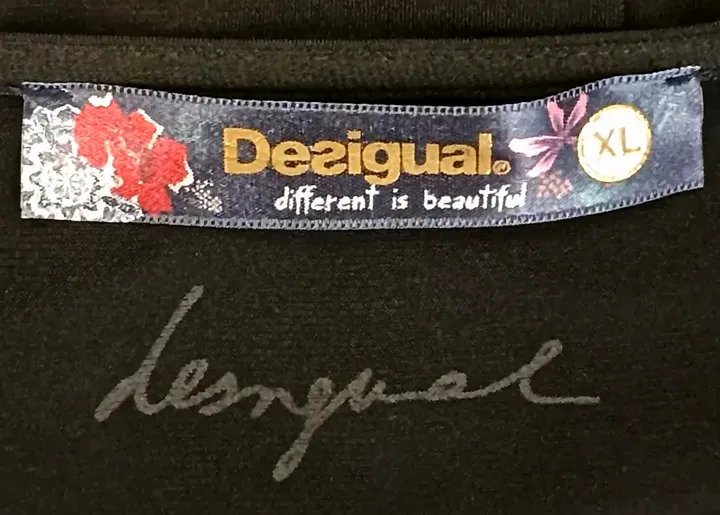 Desigual.
different is beautiful
XL
desigual